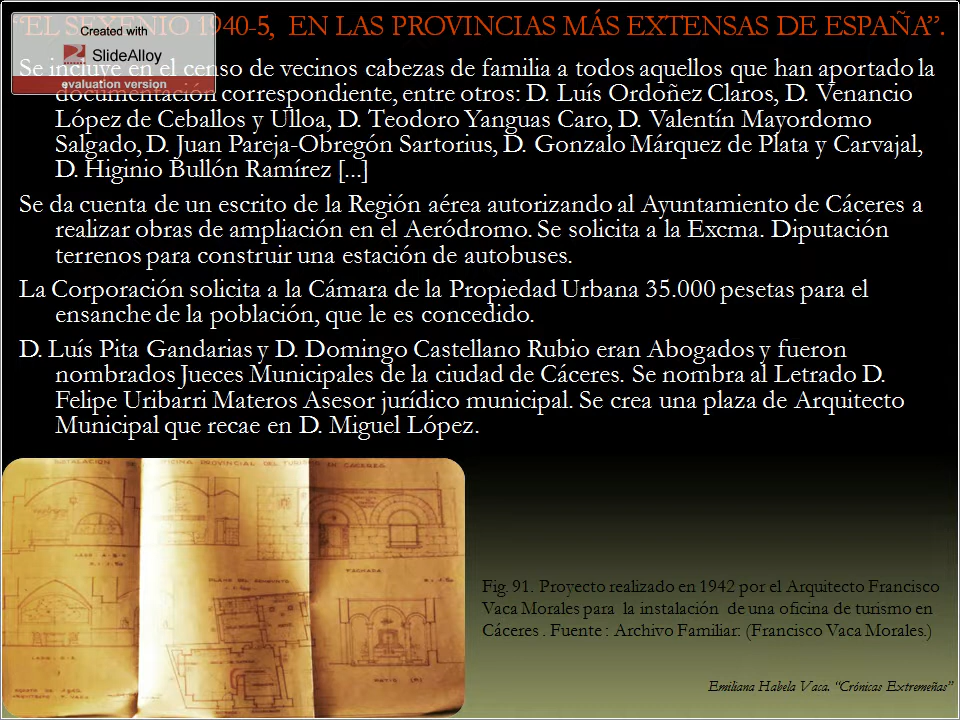 “EL SEXENIO 1940-5, EN LAS PROVINCIAS MÁS EXTENSAS DE ESPAÑA”.
Created with
SlideAlloy
evaluation version
Se incluye en el censo de vecinos cabezas de familia a todos aquellos que han aportado la
documentación correspondiente, entre otros: D. Luís Ordoñez Claros, D. Venancio
López de Ceballos y Ulloa, D. Teodoro Yanguas Caro, D. Valentín Mayordomo
Salgado, D. Juan Pareja-Obregón Sartorius, D. Gonzalo Márquez de Plata y Carvajal,
D. Higinio Bullón Ramírez [...]
Se da cuenta de un escrito de la Región aérea autorizando al Ayuntamiento de Cáceres a
realizar obras de ampliación en el Aeródromo. Se solicita a la Excma. Diputación
terrenos para construir una estación de autobuses.
La Corporación solicita a la Cámara de la Propiedad Urbana 35.000 pesetas para el
ensanche de la población, que le es concedido.
D. Luís Pita Gandarias y D. Domingo Castellano Rubio eran Abogados y fueron
nombrados Jueces Municipales de la ciudad de Cáceres. Se nombra al Letrado D.
Felipe Uribarri Materos Asesor jurídico municipal. Se crea una plaza de Arquitecto
Municipal que recae en D. Miguel López.
PROVINCIAL DEL TURISMO EN CACERES
FACHADA
PATIO
Fig. 91. Proyecto realizado en 1942 por el Arquitecto Francisco
Vaca Morales para la instalación de una oficina de turismo en
Cáceres . Fuente : Archivo Familiar: (Francisco Vaca Morales.)
Emiliana Habela Vaca. “Crónicas Extremeñas”